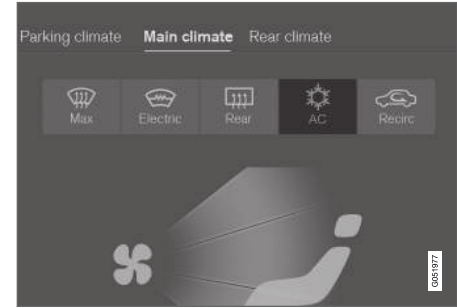 Parking climate Main climate Rear climate
Max Electric Rear AC Recirc
G051977